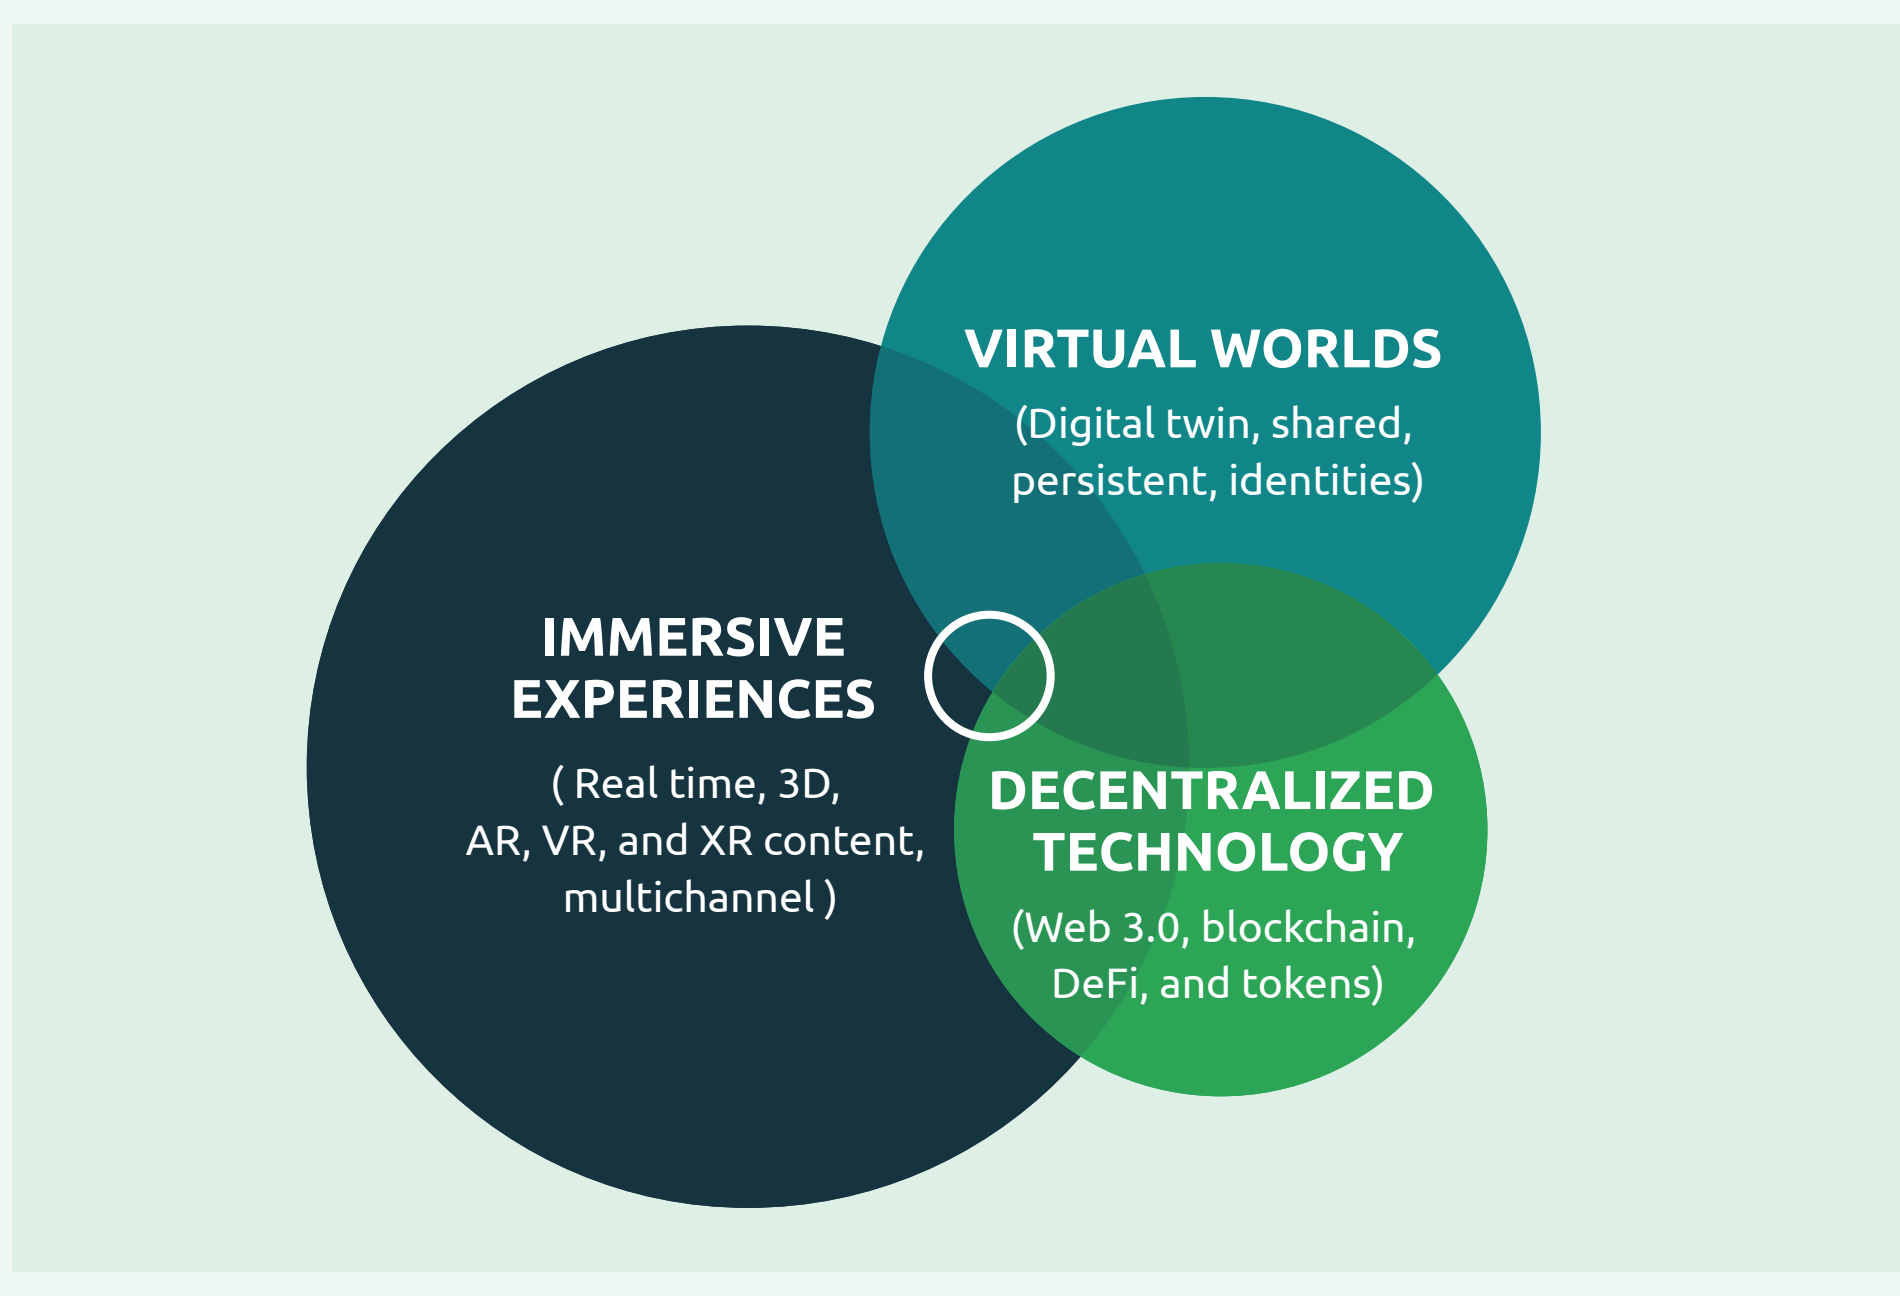 VIRTUAL WORLDS
(Digital twin, shared,
persistent, identities)
IMMERSIVE
EXPERIENCES
( Real time, 3D,
AR, VR, and XR content,
multichannel )
DECENTRALIZED
TECHNOLOGY
(Web 3.0, blockchain,
DeFi, and tokens)